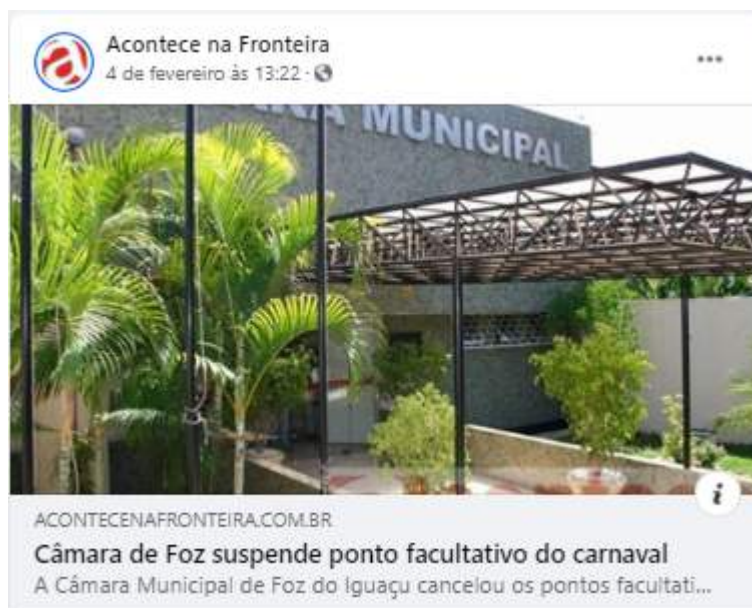 Acontece na Fronteira
4 de fevereiro às 13:22 ·
MUNICIPAL
ACONTECENAFRONTEIRA.COM.BR
Câmara de Foz suspende ponto facultativo do carnaval
A Câmara Municipal de Foz do Iguaçu cancelou os pontos facultati...